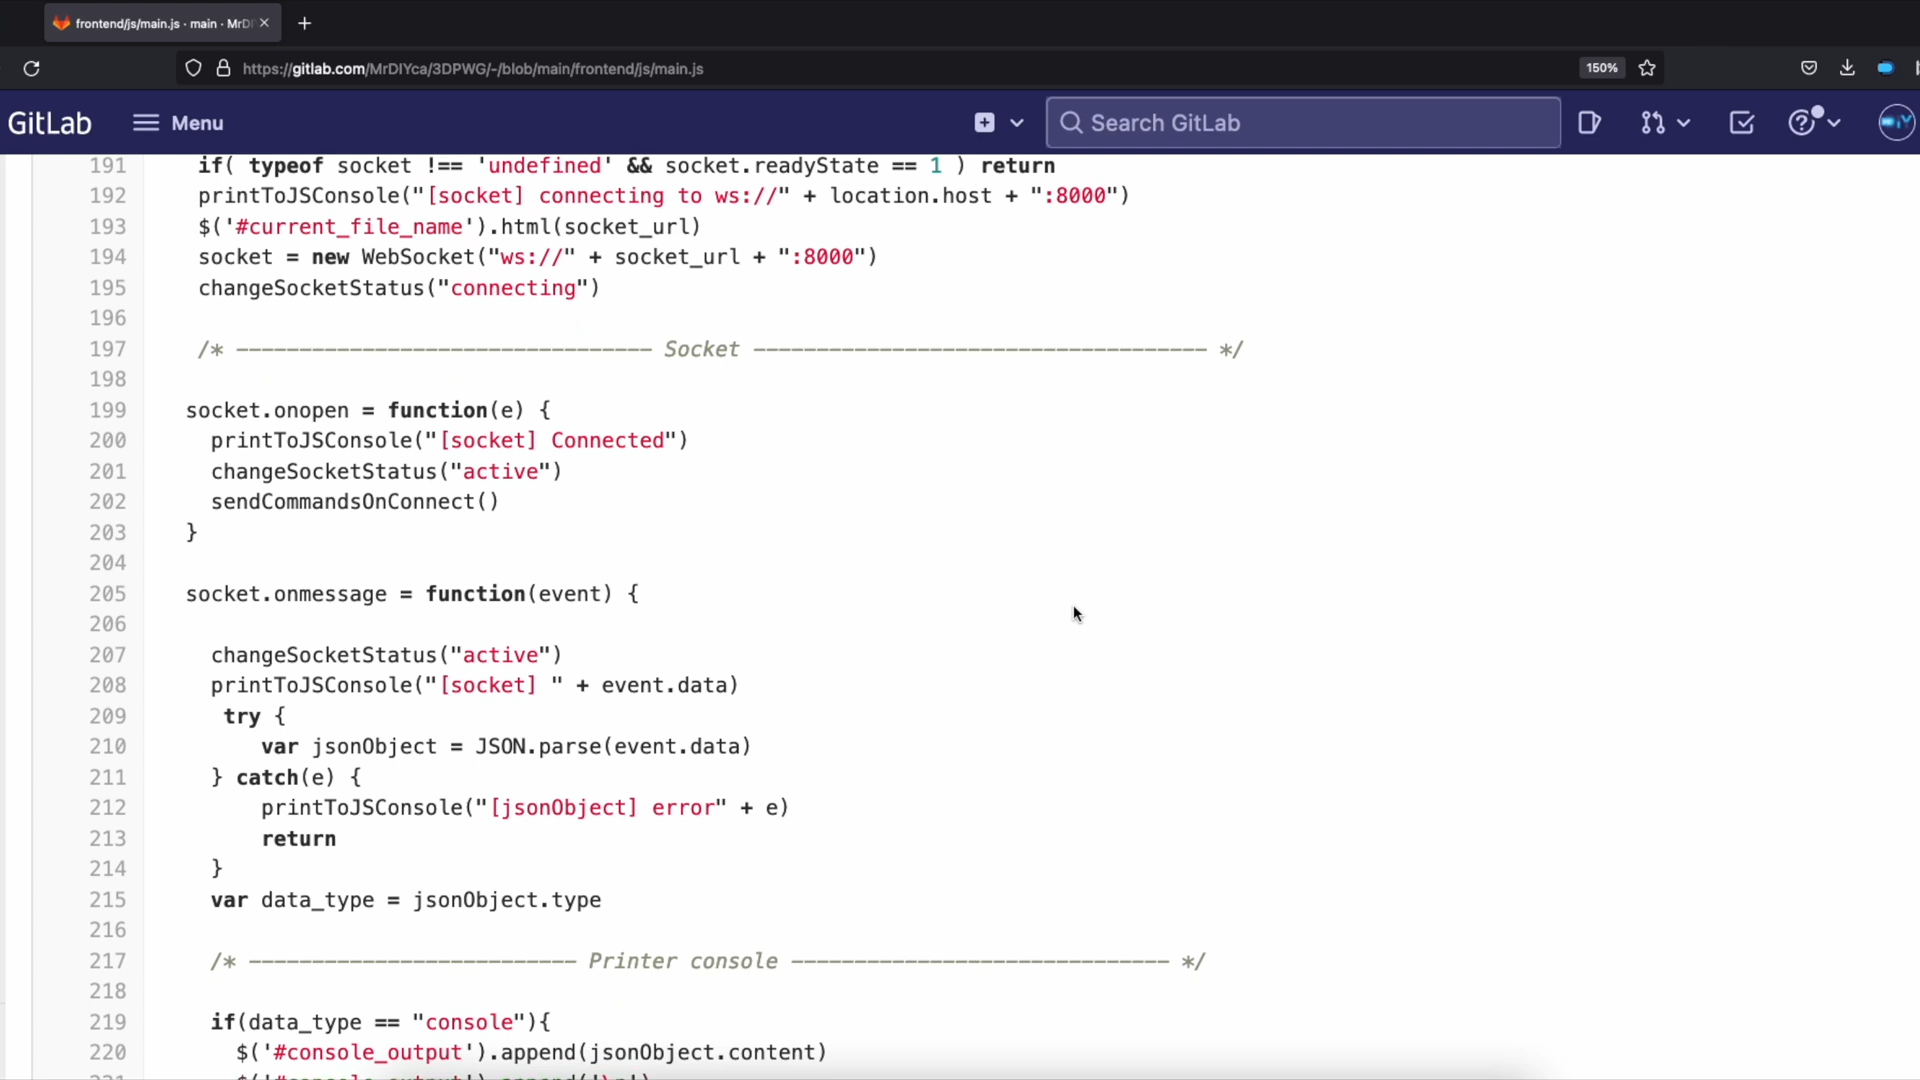 frontend/js/main.js · main · MrDI
https://gitlab.com/MrDIYca/3DPWG/-/blob/main/frontend/js/main.js
150%
GitLab
Menu
Search GitLab
191 if( typeof socket !== 'undefined' && socket.readyState == 1 ) return
192 printToJSConsole("[socket] connecting to ws://" + location.host + ":8000")
193 $('#current_file_name').html(socket_url)
194 socket = new WebSocket("ws://" + socket_url + ":8000")
195 changeSocketStatus("connecting")
196
197 /* --------------------------------- Socket ------------------------------------ */
198
199 socket.onopen = function(e) {
200 printToJSConsole("[socket] Connected")
201 changeSocketStatus("active")
202 sendCommandsOnConnect()
203 }
204
205 socket.onmessage = function(event) {
206
207 changeSocketStatus("active")
208 printToJSConsole("[socket] " + event.data)
209 try {
210 var jsonObject = JSON.parse(event.data)
211 } catch(e) {
212 printToJSConsole("[jsonObject] error" + e)
213 return
214 }
215 var data_type = jsonObject.type
216
217 /* -------------------------- Printer console ------------------------------ */
218
219 if(data_type == "console"){
220 $('#console_output').append(jsonObject.content)